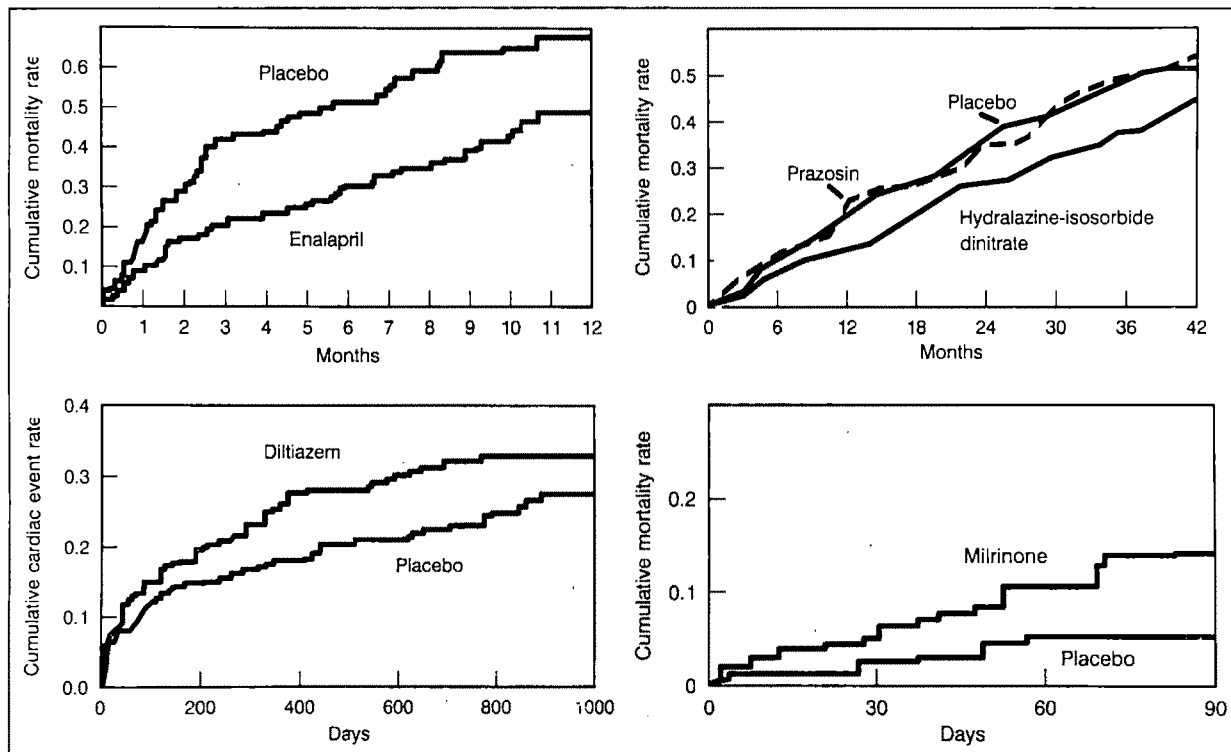 Cumulative mortality rate
0.6
0.5
0.4
0.3
0.2
0.1
Placebo
Enalapril
0 1 2 3 4 5 6 7 8 9 10 11 12
Months
Cumulative mortality rate
0.5
0.4
0.3
0.2
0.1
0
Placebo
Prazosin
Hydralazine-isosorbide
dinitrate
0 6 12 18 24 30 36 42
Months
Cumulative cardiac event rate
0.4
0.3
0.2
0.1
0.0
Diltiazem
Placebo
0 200 400 600 800 1000
Days
Cumulative mortality rate
0.2
0.1
0
Milrinone
Placebo
0 30 60 90
Days